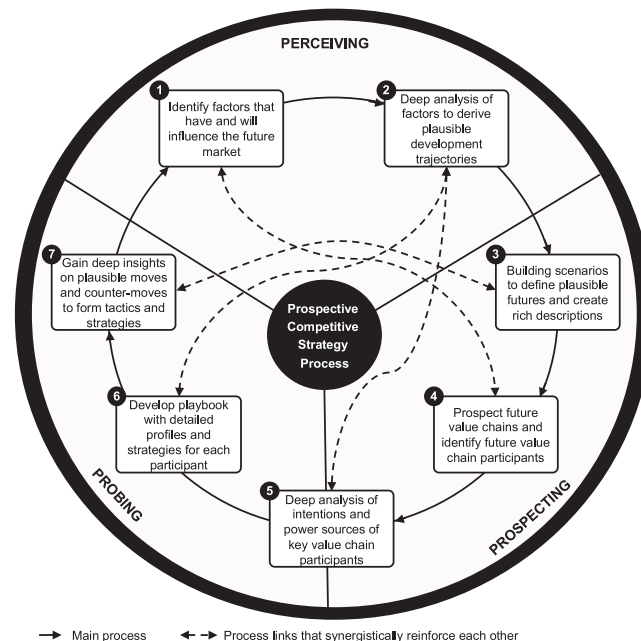 PERCEIVING
1
Identify factors that
have and will
influence the future
market
2
Deep analysis of
factors to derive
plausible
development
trajectories
3
Building scenarios
to define plausible
futures and create
rich descriptions
4
Prospect future
value chains and
identify future value
chain participants
5
Deep analysis of
intentions and
power sources of
key value chain
participants
6
Develop playbook
with detailed
profiles and
strategies for each
participant
7
Gain deep insights
on plausible moves
and counter-moves
to form tactics and
strategies
Prospective
Competitive
Strategy
Process
PROBING
PROSPECTING
Main process
Process links that synergistically reinforce each other